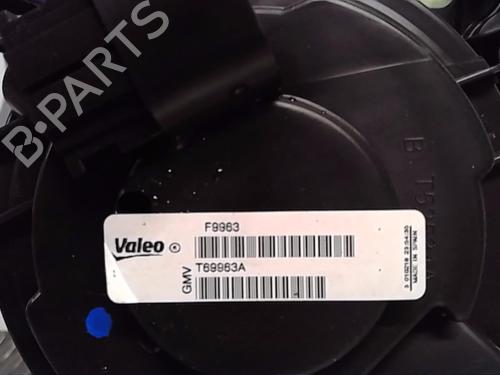 B-PARTS
F9963
Valeo
GMV
T69963A
MADE IN SPAIN